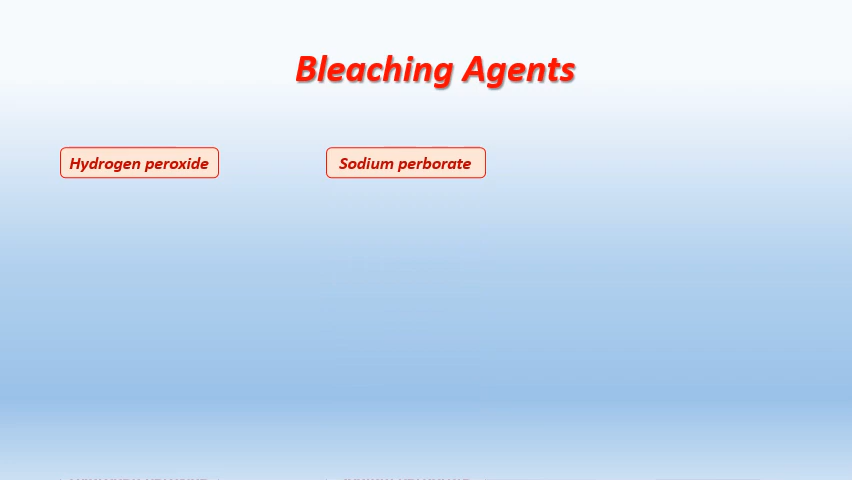 Bleaching Agents
Hydrogen peroxide
Sodium perborate